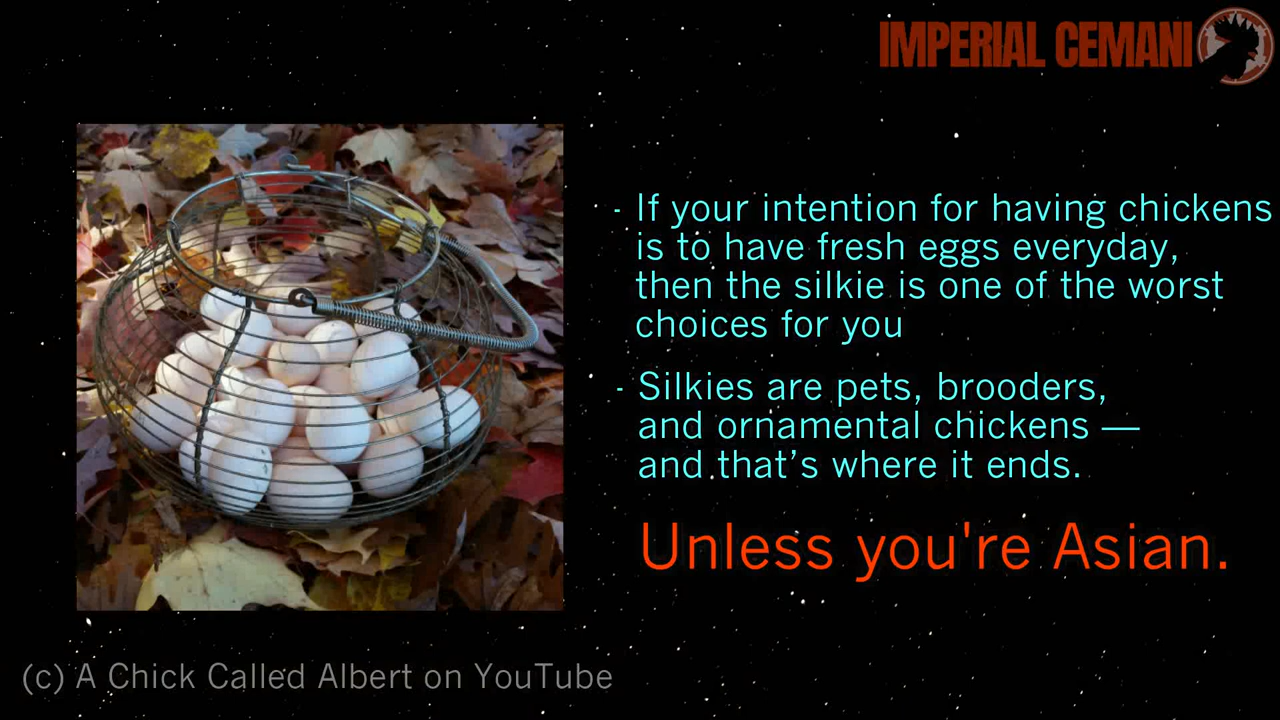 IMPERIAL CEMANI
- If your intention for having chickens
is to have fresh eggs everyday,
then the silkie is one of the worst
choices for you
- Silkies are pets, brooders,
and ornamental chickens —
and that’s where it ends.
Unless you're Asian.
(c) A Chick Called Albert on YouTube